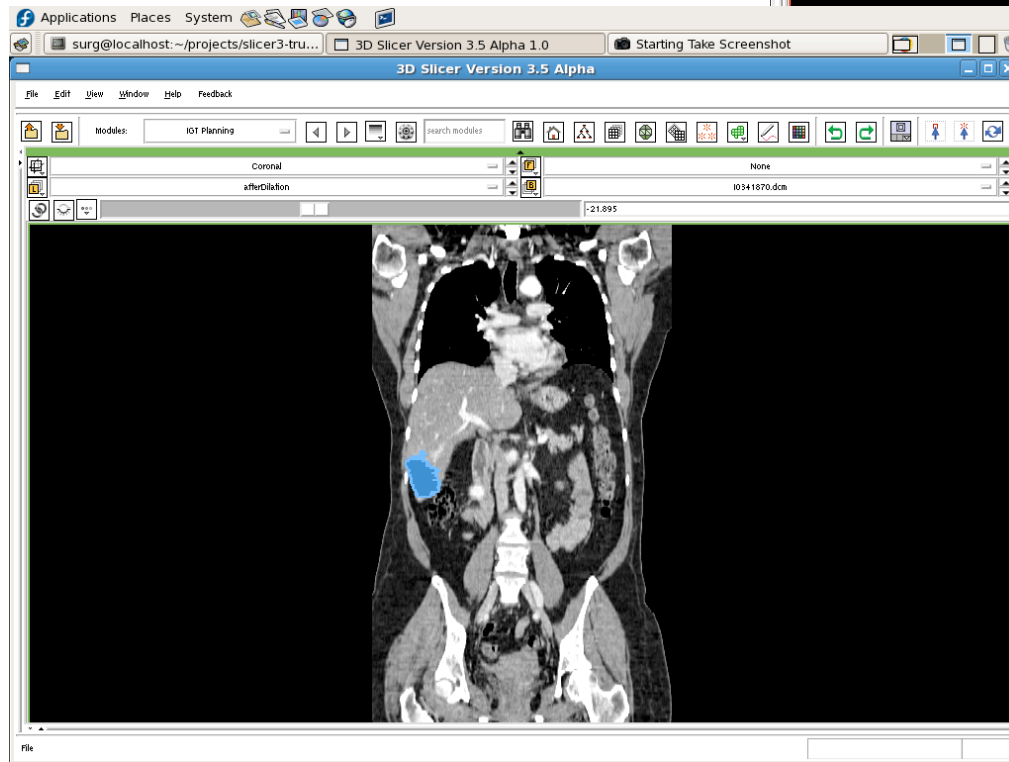 Applications Places System
surg@localhost:~/projects/slicer3-tru... 3D Slicer Version 3.5 Alpha 1.0 Starting Take Screenshot
3D Slicer Version 3.5 Alpha
File Edit View Window Help Feedback
Modules: IGT Planning search modules
Coronal F None
L afterDilation B I0341870.dcm
-21.895
File